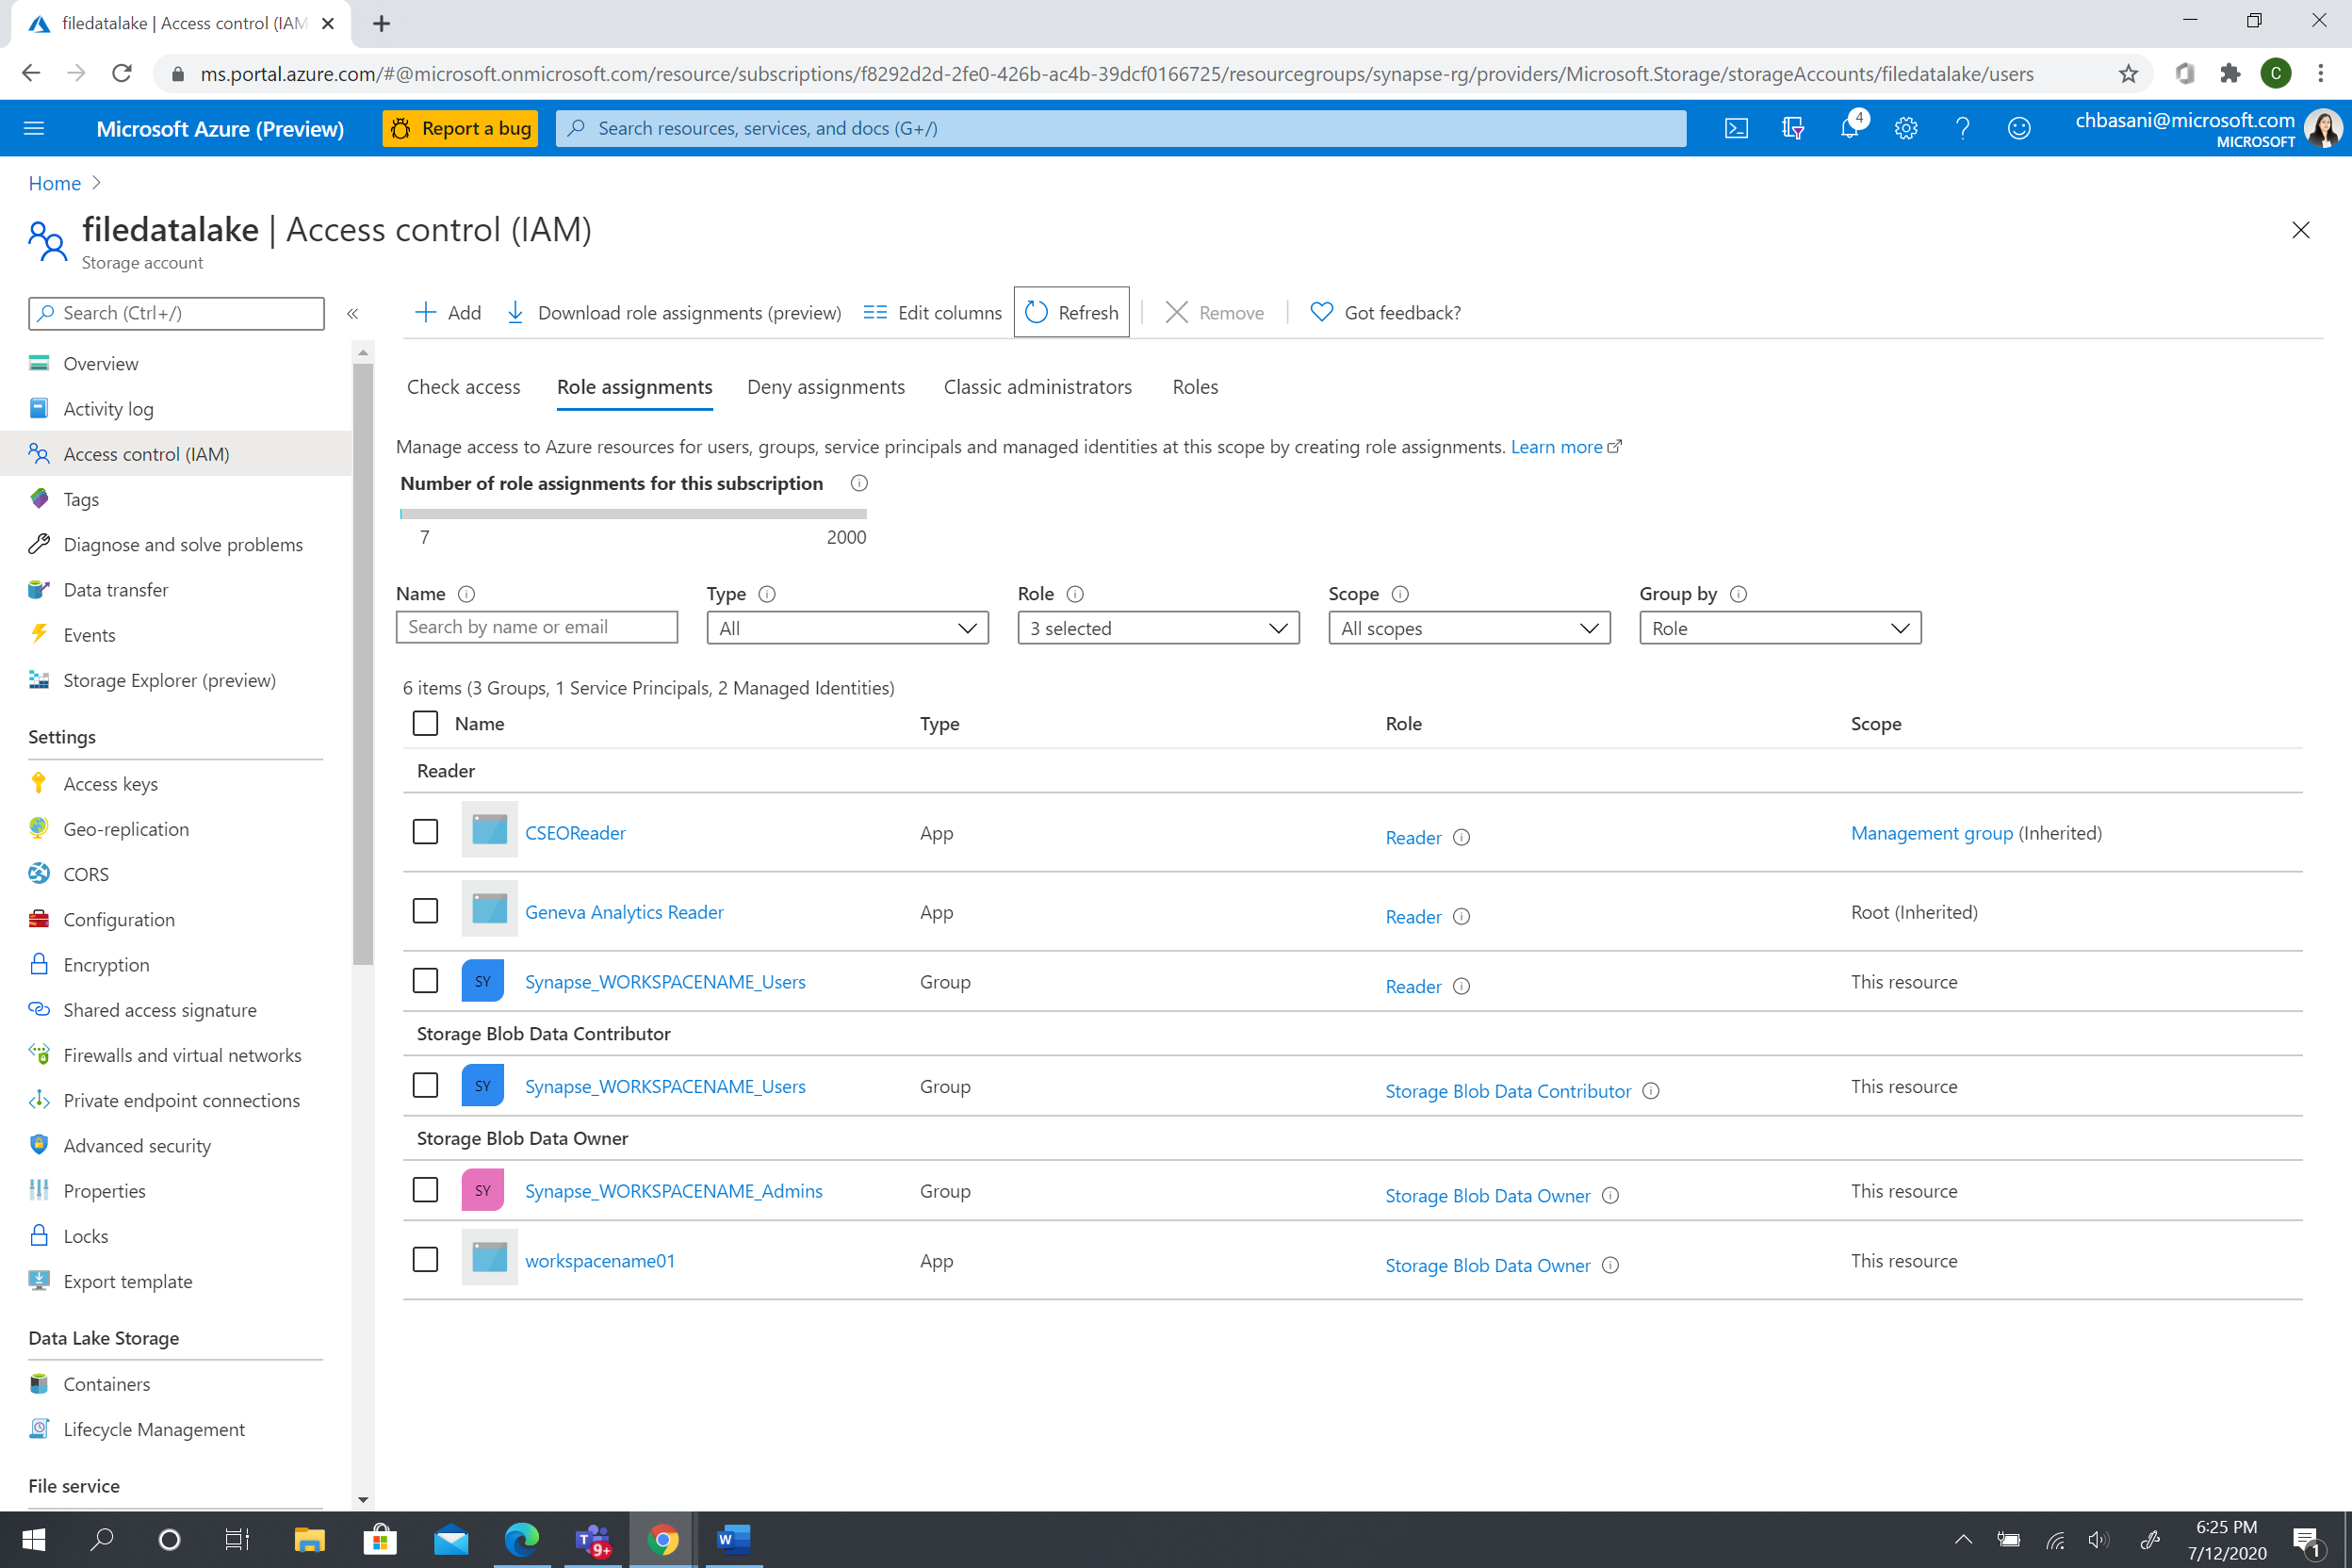 filedatalake | Access control (IAM
ms.portal.azure.com/#@microsoft.onmicrosoft.com/resource/subscriptions/f8292d2d-2fe0-426b-ac4b-39dcf0166725/resourcegroups/synapse-rg/providers/Microsoft.Storage/storageAccounts/filedatalake/users
C
Microsoft Azure (Preview)
Report a bug
Search resources, services, and docs (G+/)
4
chbasani@microsoft.com
MICROSOFT
Home
filedatalake | Access control (IAM)
Storage account
Search (Ctrl+/)
Overview
Activity log
Access control (IAM)
Tags
Diagnose and solve problems
Data transfer
Events
Storage Explorer (preview)
Settings
Access keys
Geo-replication
CORS
Configuration
Encryption
Shared access signature
Firewalls and virtual networks
Private endpoint connections
Advanced security
Properties
Locks
Export template
Data Lake Storage
Containers
Lifecycle Management
File service
Add Download role assignments (preview) Edit columns Refresh Remove Got feedback?
Check access Role assignments Deny assignments Classic administrators Roles
Manage access to Azure resources for users, groups, service principals and managed identities at this scope by creating role assignments. Learn more
Number of role assignments for this subscription
7 2000
Name Type Role Scope Group by
Search by name or email All 3 selected All scopes Role
6 items (3 Groups, 1 Service Principals, 2 Managed Identities)
Name Type Role Scope
Reader
CSEOReader App Reader Management group (Inherited)
Geneva Analytics Reader App Reader Root (Inherited)
SY Synapse_WORKSPACENAME_Users Group Reader This resource
Storage Blob Data Contributor
SY Synapse_WORKSPACENAME_Users Group Storage Blob Data Contributor This resource
Storage Blob Data Owner
SY Synapse_WORKSPACENAME_Admins Group Storage Blob Data Owner This resource
workspacename01 App Storage Blob Data Owner This resource
T 9+
W
6:25 PM
7/12/2020
1